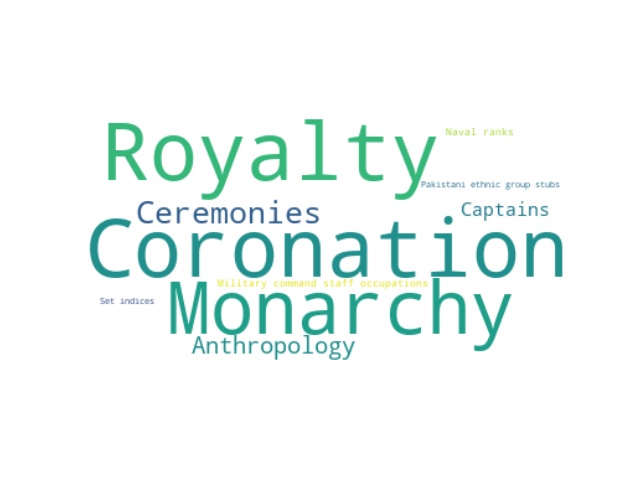 Royalty
Naval ranks
Pakistani ethnic group stubs
Ceremonies
Captains
Coronation
Military command staff occupations
Set indices
Monarchy
Anthropology